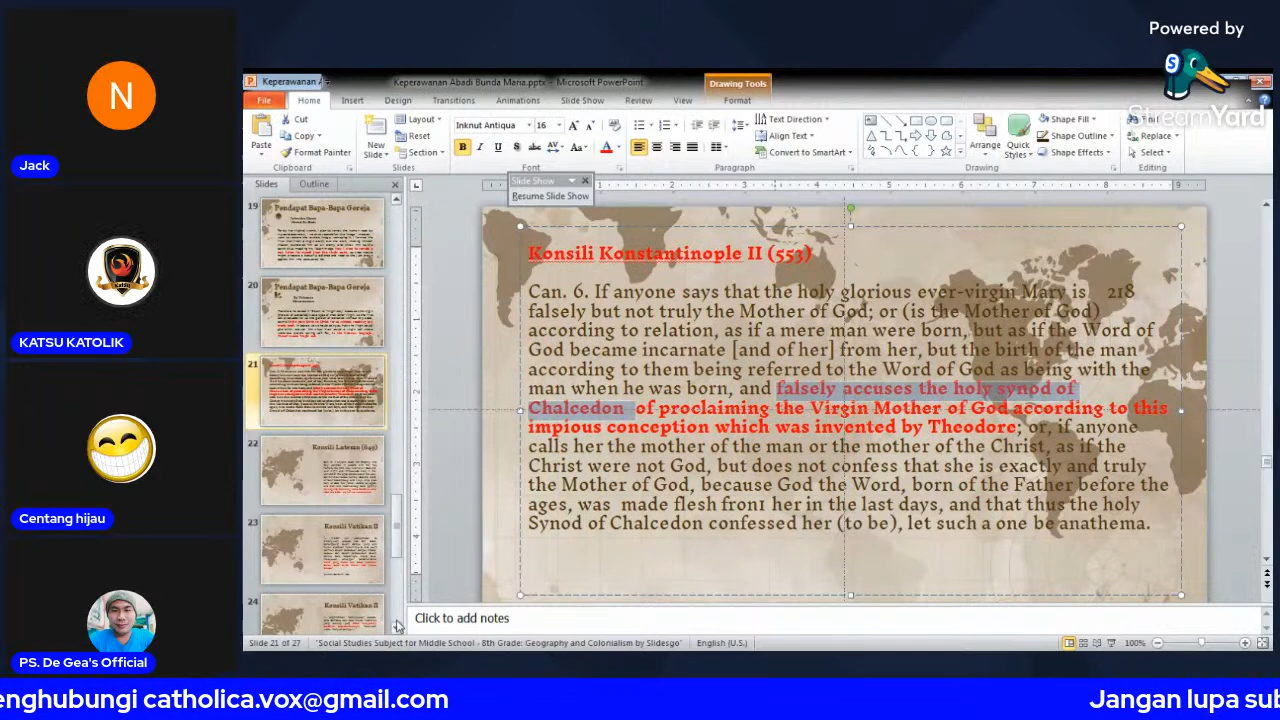 Powered by
S
StreamYard
N
Jack
KATSU KATOLIK
Centang hijau
PS. De Gea's Official
Keperawanan Abadi Bunda Maria.pptx - Microsoft PowerPoint
Drawing Tools
File Home Insert Design Transitions Animations Slide Show Review View Format
Paste
Cut
Copy
Format Painter
New Slide
Layout
Reset
Section
Inknut Antiqua 16
Font
Text Direction
Align Text
Convert to SmartArt
Paragraph
Arrange
Quick Styles
Shape Fill
Shape Outline
Shape Effects
Drawing
Replace
Select
Editing
Slides Outline
Slide Show
Resume Slide Show
19
Pendapat Bapa-Bapa Gereja
20
Pendapat Bapa-Bapa Gereja
21
22
Konsili Lateran (649)
23
Konsili Vatikan II
24
Konsili Vatikan II
Konsili Konstantinople II (553)
Can. 6. If anyone says that the holy glorious ever-virgin Mary is 218
falsely but not truly the Mother of God; or (is the Mother of God)
according to relation, as if a mere man were born, but as if the Word of
God became incarnate [and of her] from her, but the birth of the man
according to them being referred to the Word of God as being with the
man when he was born, and falsely accuses the holy synod of
Chalcedon of proclaiming the Virgin Mother of God according to this
impious conception which was invented by Theodore; or, if anyone
calls her the mother of the man or the mother of the Christ, as if the
Christ were not God, but does not confess that she is exactly and truly
the Mother of God, because God the Word, born of the Father before the
ages, was made flesh fron1 her in the last days, and that thus the holy
Synod of Chalcedon confessed her (to be), let such a one be anathema.
Click to add notes
Slide 21 of 27 "Social Studies Subject for Middle School - 8th Grade: Geography and Colonialism by Slidesgo" English (U.S.) 100%
enghubungi catholica.vox@gmail.com Jangan lupa sub